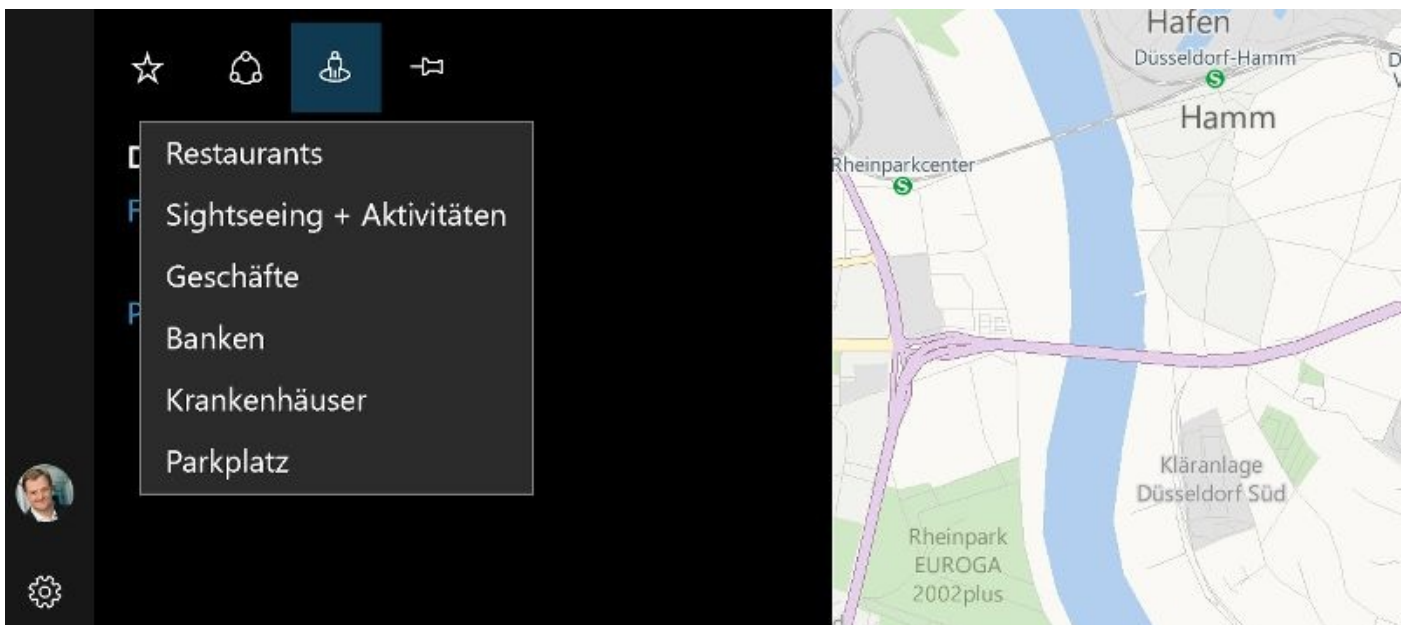 Restaurants
Sightseeing + Aktivitäten
Geschäfte
Banken
Krankenhäuser
Parkplatz
Hafen
Düsseldorf-Hamm
S
Hamm
Rheinparkcenter
S
Kläranlage
Düsseldorf Süd
Rheinpark
EUROGA
2002plus